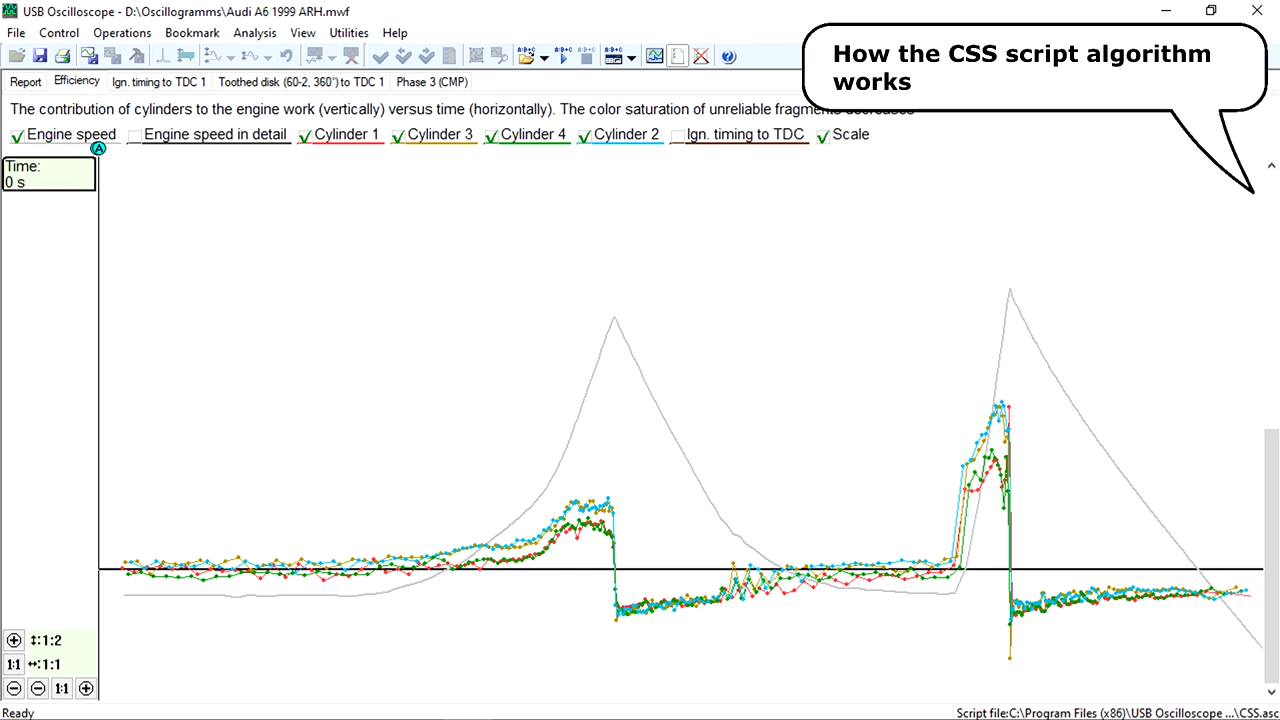 USB Oscilloscope - D:\Oscillogramms\Audi A6 1999 ARH.mwf
File Control Operations Bookmark Analysis View Utilities Help
How the CSS script algorithm
works
Report Efficiency Ign. timing to TDC 1 Toothed disk (60-2, 360°) to TDC 1 Phase 3 (CMP)
The contribution of cylinders to the engine work (vertically) versus time (horizontally). The color saturation of unreliable fragments decreases
Engine speed Engine speed in detail Cylinder 1 Cylinder 3 Cylinder 4 Cylinder 2 Ign. timing to TDC Scale
A
Time:
0 s
1:2
1:1 1:1
1:1
Ready Script file:C:\Program Files (x86)\USB Oscilloscope ...\CSS.asc